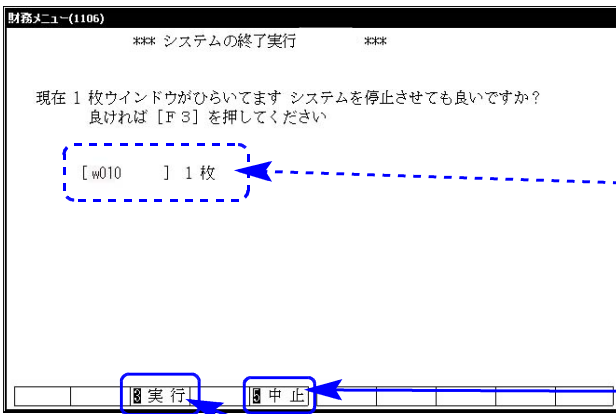 財務メニュー(1106)
*** システムの終了実行 ***
現在 1 枚ウインドウがひらいてます システムを停止させても良いですか?
良ければ [F3] を押してください
[w010 ] 1 枚
3 実 行 5 中 止